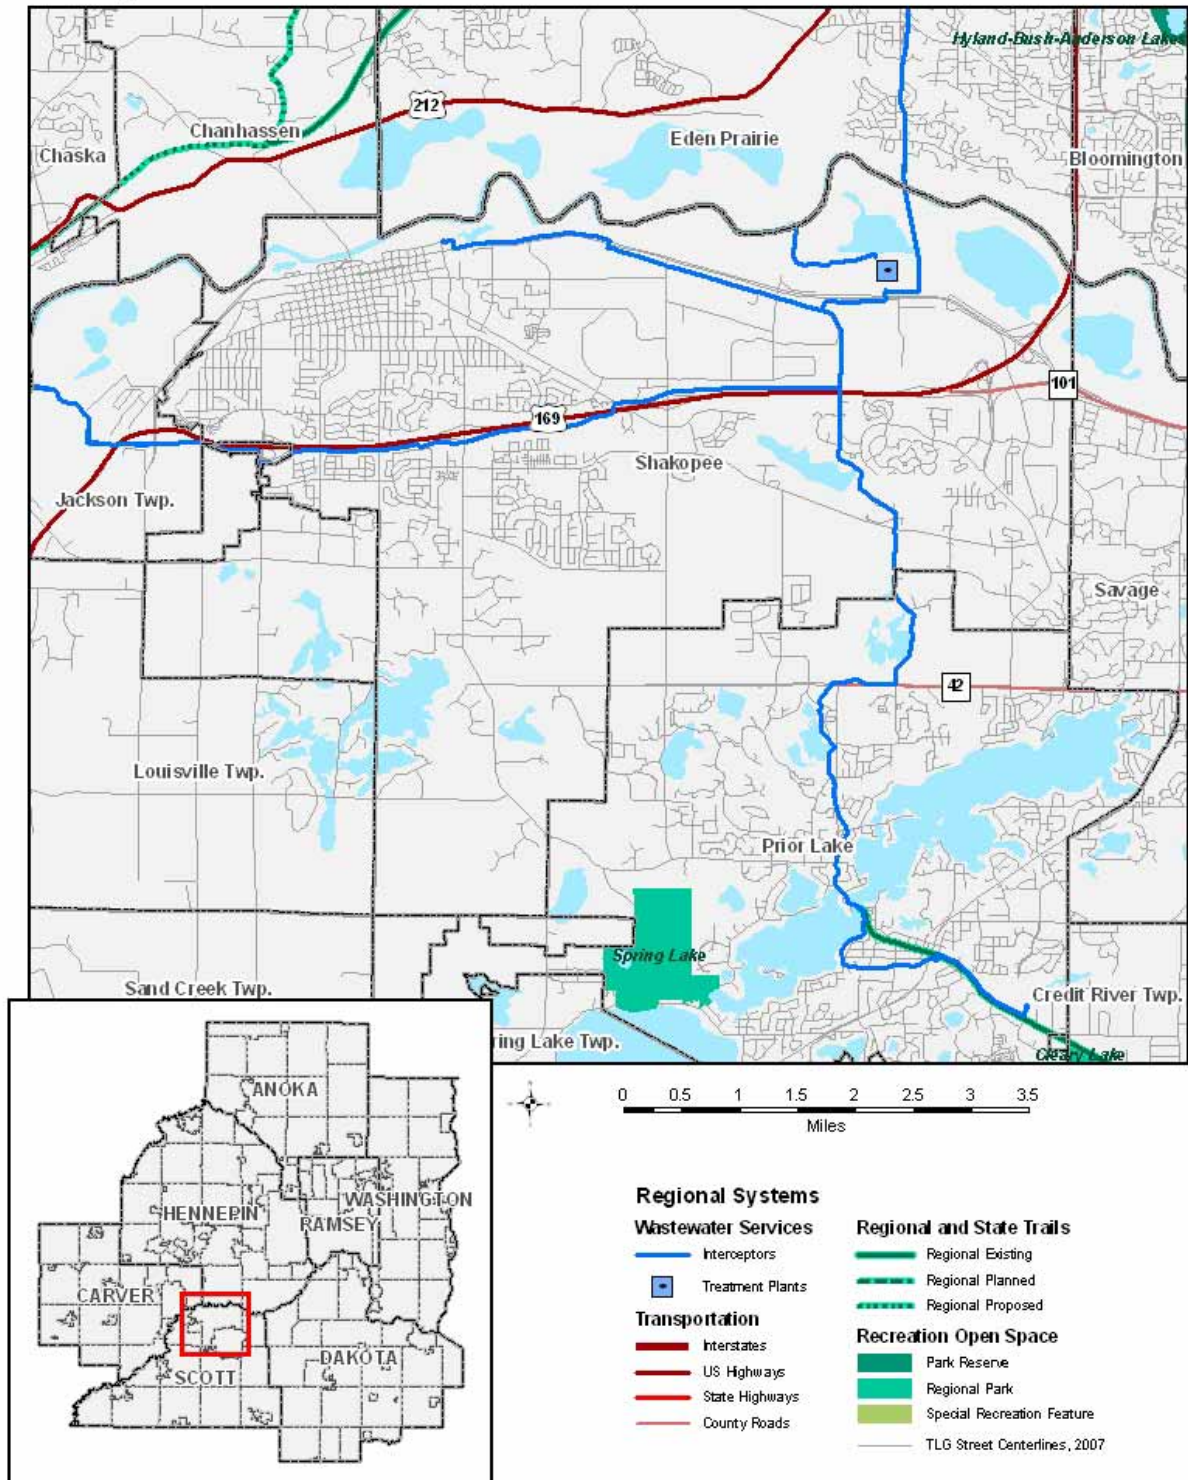 Hyland-Bush-Anderson Lakes
212
Chanhassen
Chaska
Eden Prairie
Bloomington
101
169
Shakopee
Jackson Twp.
Savage
42
Louisville Twp.
Prior Lake
Spring Lake
Sand Creek Twp.
Credit River Twp.
ring Lake Twp.
Cleary Lake
ANOKA
WASHINGTON
HENNEPIN
RAMSEY
CARVER
DAKOTA
SCOTT
0 0.5 1 1.5 2 2.5 3 3.5
Miles
Regional Systems
Wastewater Services
Interceptors
Treatment Plants
Transportation
Interstates
US Highways
State Highways
County Roads
Regional and State Trails
Regional Existing
Regional Planned
Regional Proposed
Recreation Open Space
Park Reserve
Regional Park
Special Recreation Feature
TLG Street Centerlines, 2007